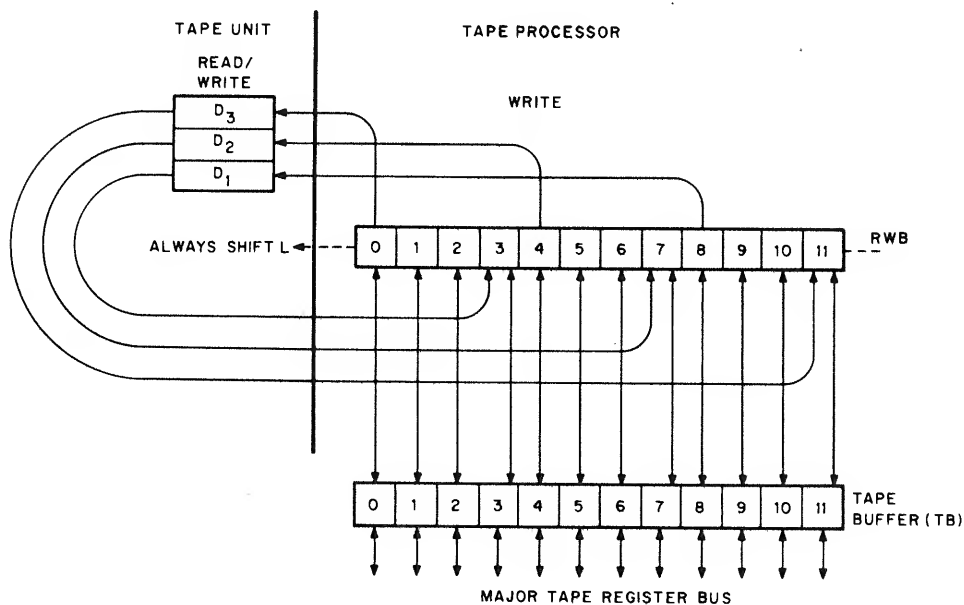 TAPE UNIT
TAPE PROCESSOR
READ/
WRITE
WRITE
D3
D2
D1
ALWAYS SHIFT L
0 1 2 3 4 5 6 7 8 9 10 11
RWB
0 1 2 3 4 5 6 7 8 9 10 11
TAPE
BUFFER (TB)
MAJOR TAPE REGISTER BUS